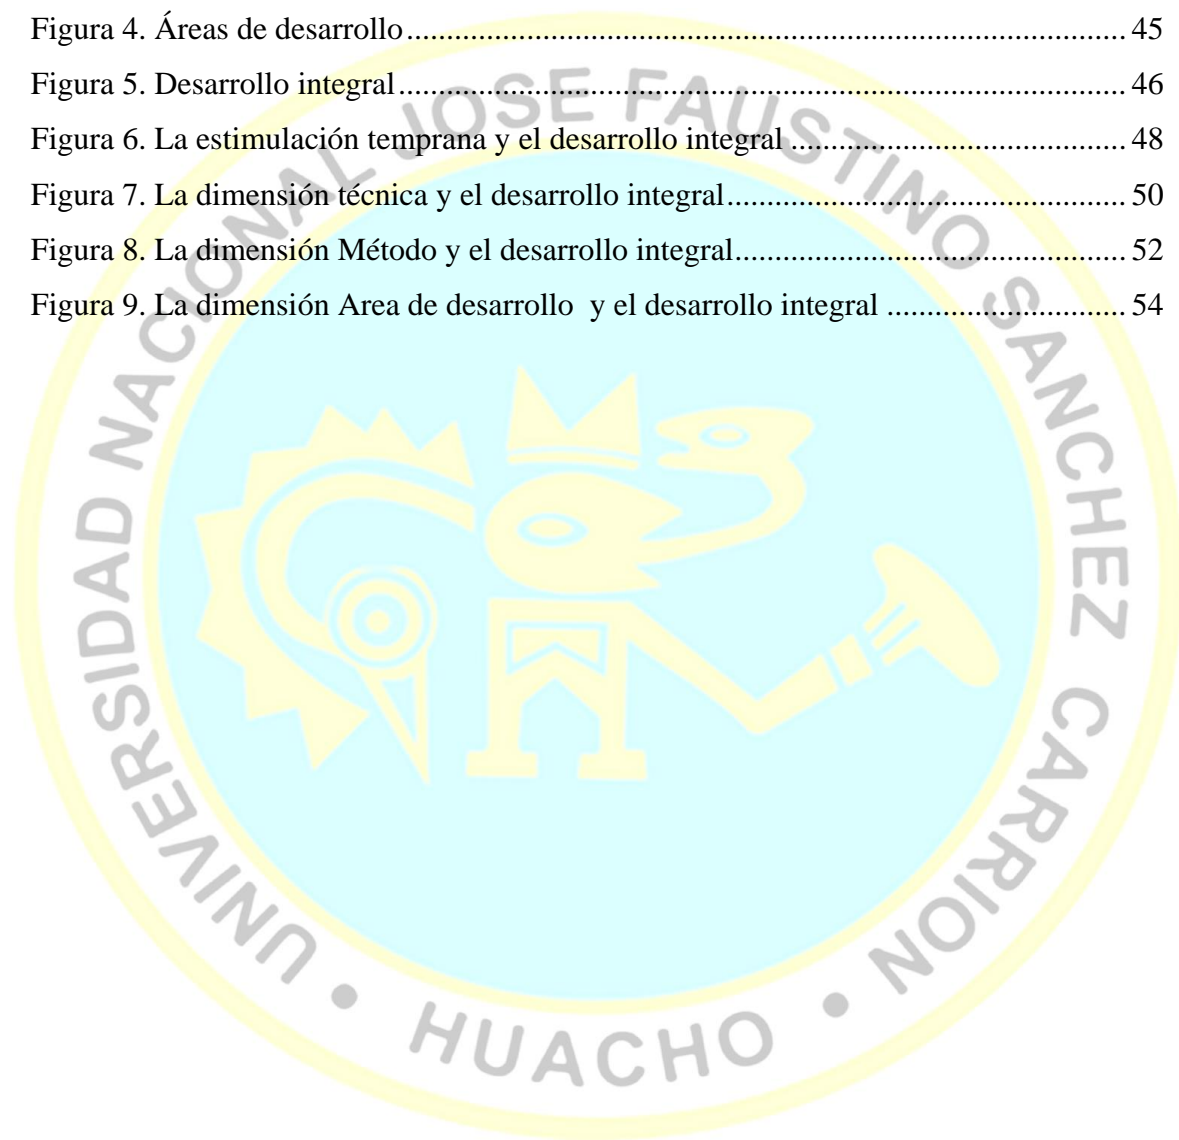 Figura 4. Áreas de desarrollo.......................................................................................... 45
Figura 5. Desarrollo integral........................................................................................... 46
Figura 6. La estimulación temprana y el desarrollo integral .......................................... 48
Figura 7. La dimensión técnica y el desarrollo integral.................................................. 50
Figura 8. La dimensión Método y el desarrollo integral................................................. 52
Figura 9. La dimensión Area de desarrollo  y el desarrollo integral .............................. 54
UNIVERSIDAD NACIONAL JOSE FAUSTINO SANCHEZ CARRION
• HUACHO •